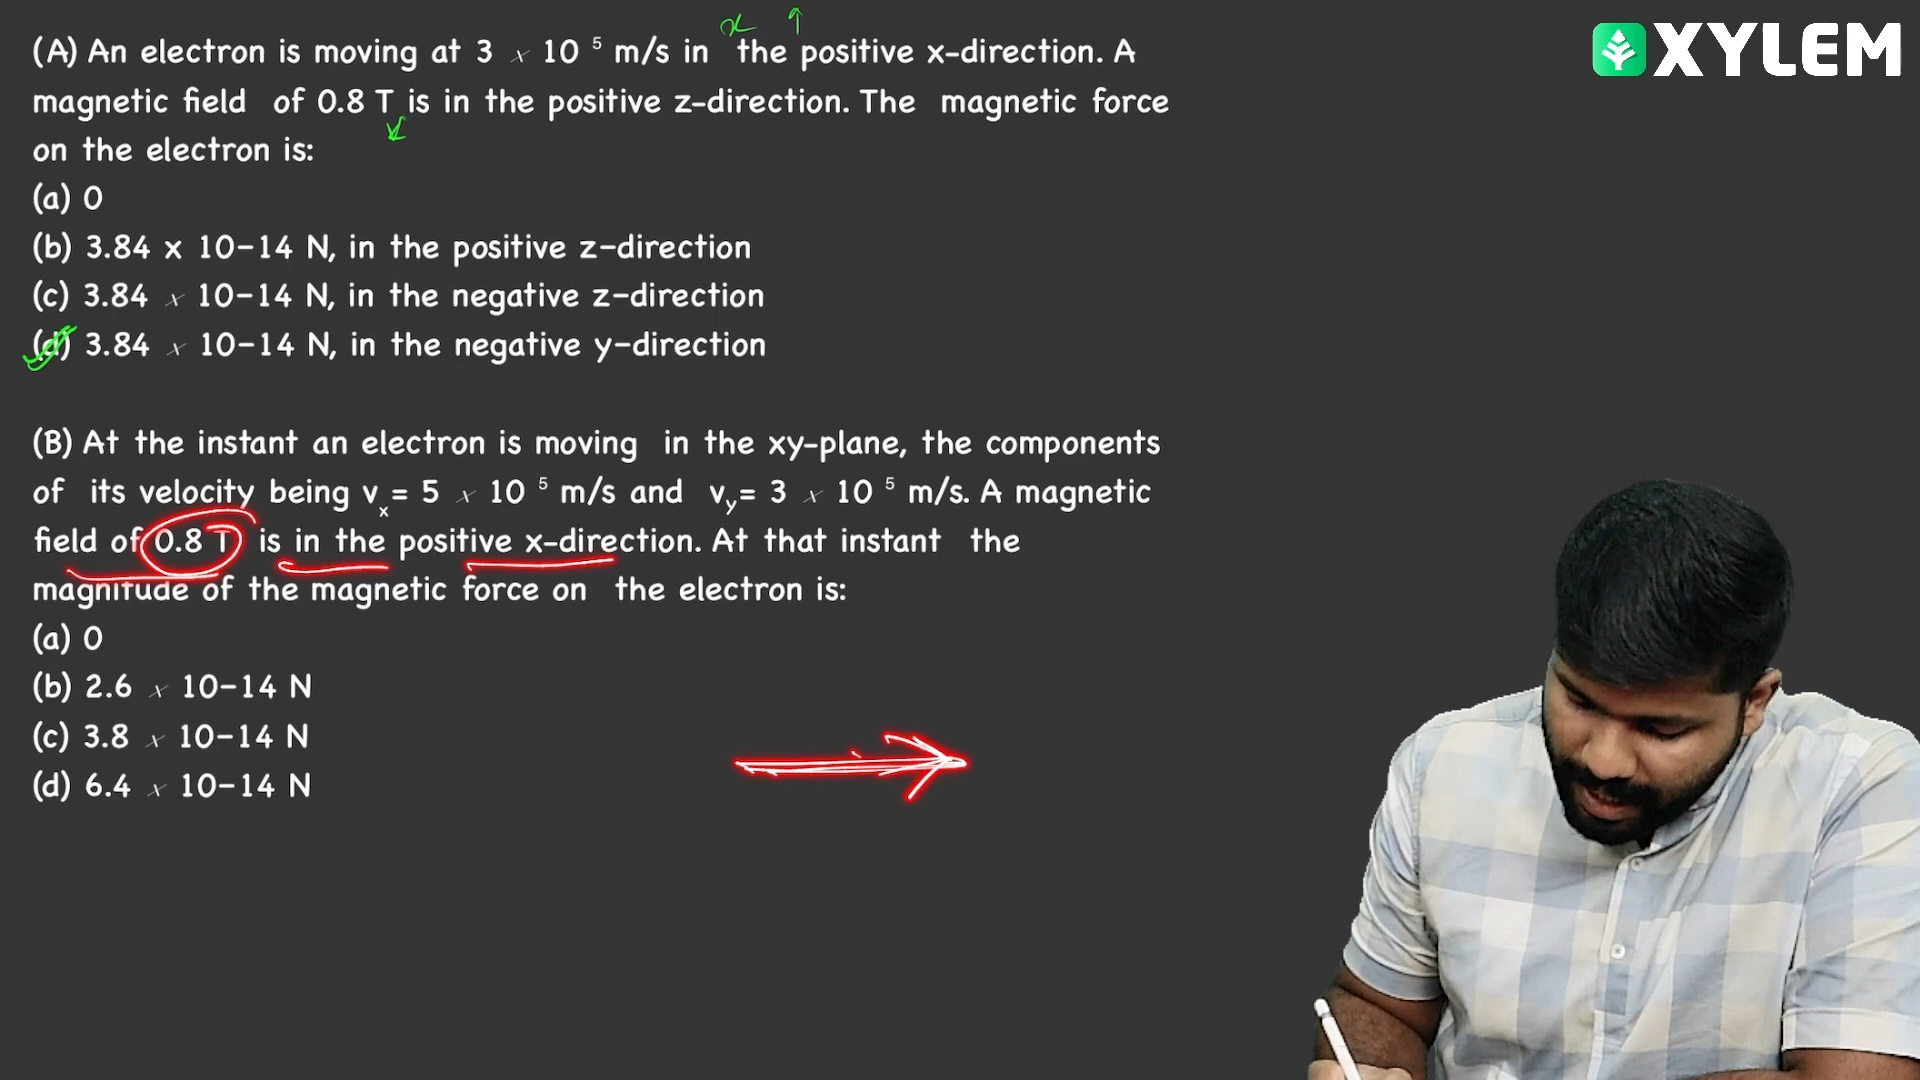 x
XYLEM
(A) An electron is moving at 3 × 10 5 m/s in the positive x-direction. A
magnetic field of 0.8 T is in the positive z-direction. The magnetic force
on the electron is:
(a) 0
(b) 3.84 x 10-14 N, in the positive z-direction
(c) 3.84 × 10-14 N, in the negative z-direction
(d) 3.84 × 10-14 N, in the negative y-direction
(B) At the instant an electron is moving in the xy-plane, the components
of its velocity being vx= 5 × 10 5 m/s and vy= 3 × 10 5 m/s. A magnetic
field of 0.8 T is in the positive x-direction. At that instant the
magnitude of the magnetic force on the electron is:
(a) 0
(b) 2.6 × 10-14 N
(c) 3.8 × 10-14 N
(d) 6.4 × 10-14 N